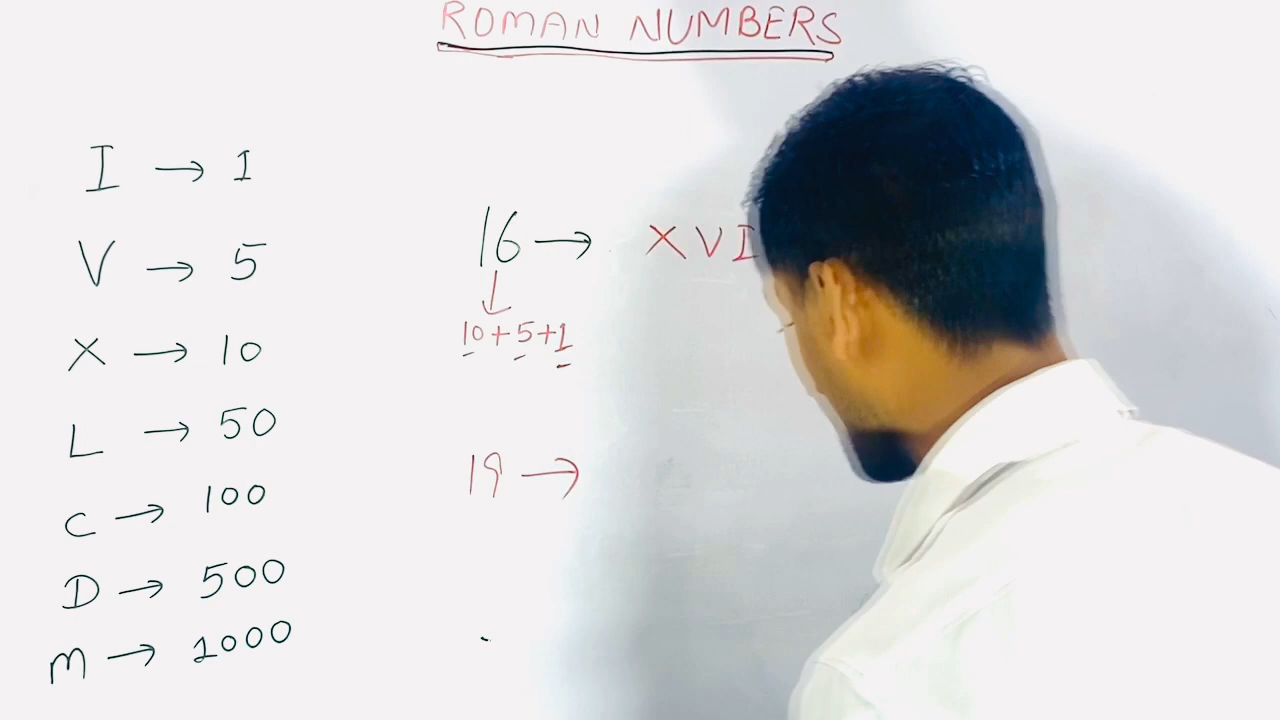 ROMAN NUMBERS
I → 1
V → 5
X → 10
L → 50
C → 100
D → 500
M → 1000
16 → XVI
↓
10+5+1
19 →